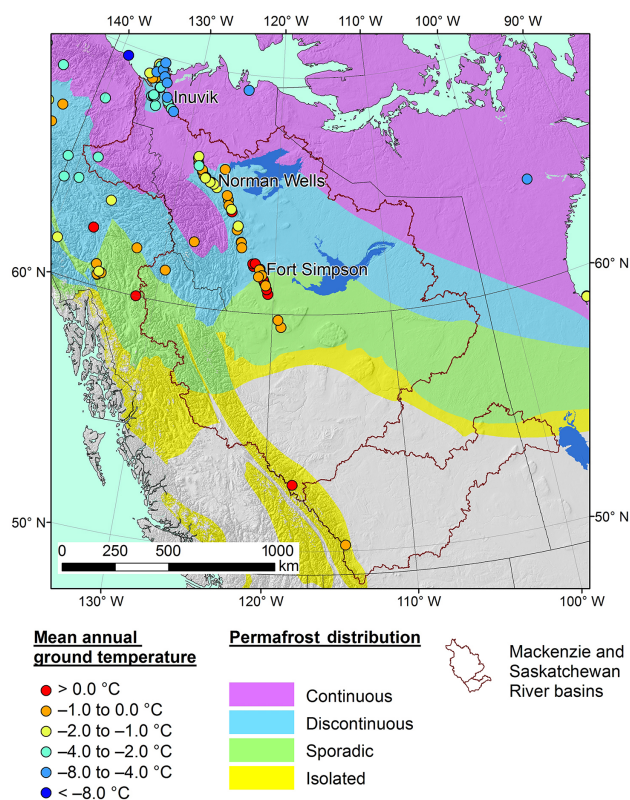 140° W 130° W 120° W 110° W 100° W 90° W
Inuvik
Norman Wells
Fort Simpson
60° N
60° N
50° N
50° N
0 250 500 1000
km
130° W 120° W 110° W 100° W
Mean annual
ground temperature
> 0.0 °C
–1.0 to 0.0 °C
–2.0 to –1.0 °C
–4.0 to –2.0 °C
–8.0 to –4.0 °C
< –8.0 °C
Permafrost distribution
Continuous
Discontinuous
Sporadic
Isolated
Mackenzie and
Saskatchewan
River basins